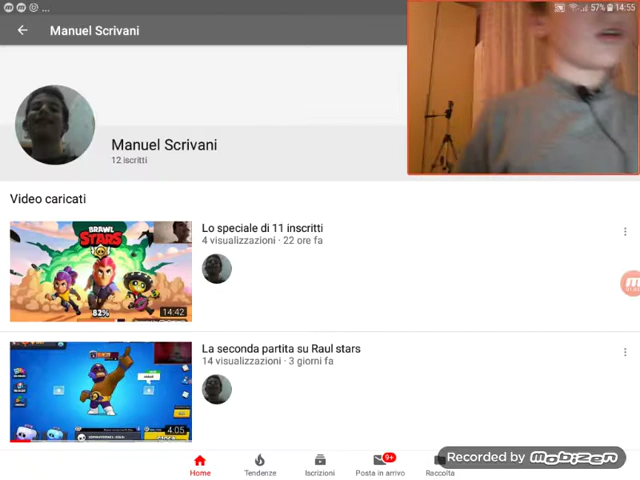 57% 14:55
Manuel Scrivani
Manuel Scrivani
12 iscritti
Video caricati
BRAWL
STARS
82%
14:42
Lo speciale di 11 inscritti
4 visualizzazioni · 22 ore fa
4:05
La seconda partita su Raul stars
14 visualizzazioni · 3 giorni fa
Home
Tendenze
Iscrizioni
9+
Posta in arrivo
Raccolta
Recorded by mobizen